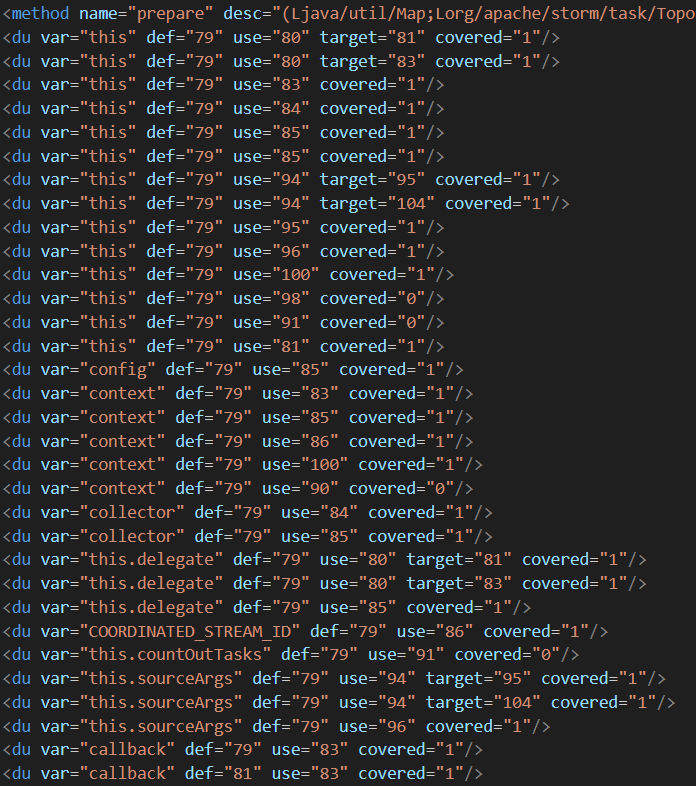 <method name="prepare" desc="(Ljava/util/Map;Lorg/apache/storm/task/Topo
<du var="this" def="79" use="80" target="81" covered="1"/>
<du var="this" def="79" use="80" target="83" covered="1"/>
<du var="this" def="79" use="83" covered="1"/>
<du var="this" def="79" use="84" covered="1"/>
<du var="this" def="79" use="85" covered="1"/>
<du var="this" def="79" use="85" covered="1"/>
<du var="this" def="79" use="94" target="95" covered="1"/>
<du var="this" def="79" use="94" target="104" covered="1"/>
<du var="this" def="79" use="95" covered="1"/>
<du var="this" def="79" use="96" covered="1"/>
<du var="this" def="79" use="100" covered="1"/>
<du var="this" def="79" use="98" covered="0"/>
<du var="this" def="79" use="91" covered="0"/>
<du var="this" def="79" use="81" covered="1"/>
<du var="config" def="79" use="85" covered="1"/>
<du var="context" def="79" use="83" covered="1"/>
<du var="context" def="79" use="85" covered="1"/>
<du var="context" def="79" use="86" covered="1"/>
<du var="context" def="79" use="100" covered="1"/>
<du var="context" def="79" use="90" covered="0"/>
<du var="collector" def="79" use="84" covered="1"/>
<du var="collector" def="79" use="85" covered="1"/>
<du var="this.delegate" def="79" use="80" target="81" covered="1"/>
<du var="this.delegate" def="79" use="80" target="83" covered="1"/>
<du var="this.delegate" def="79" use="85" covered="1"/>
<du var="COORDINATED_STREAM_ID" def="79" use="86" covered="1"/>
<du var="this.countOutTasks" def="79" use="91" covered="0"/>
<du var="this.sourceArgs" def="79" use="94" target="95" covered="1"/>
<du var="this.sourceArgs" def="79" use="94" target="104" covered="1"/>
<du var="this.sourceArgs" def="79" use="96" covered="1"/>
<du var="callback" def="79" use="83" covered="1"/>
<du var="callback" def="81" use="83" covered="1"/>